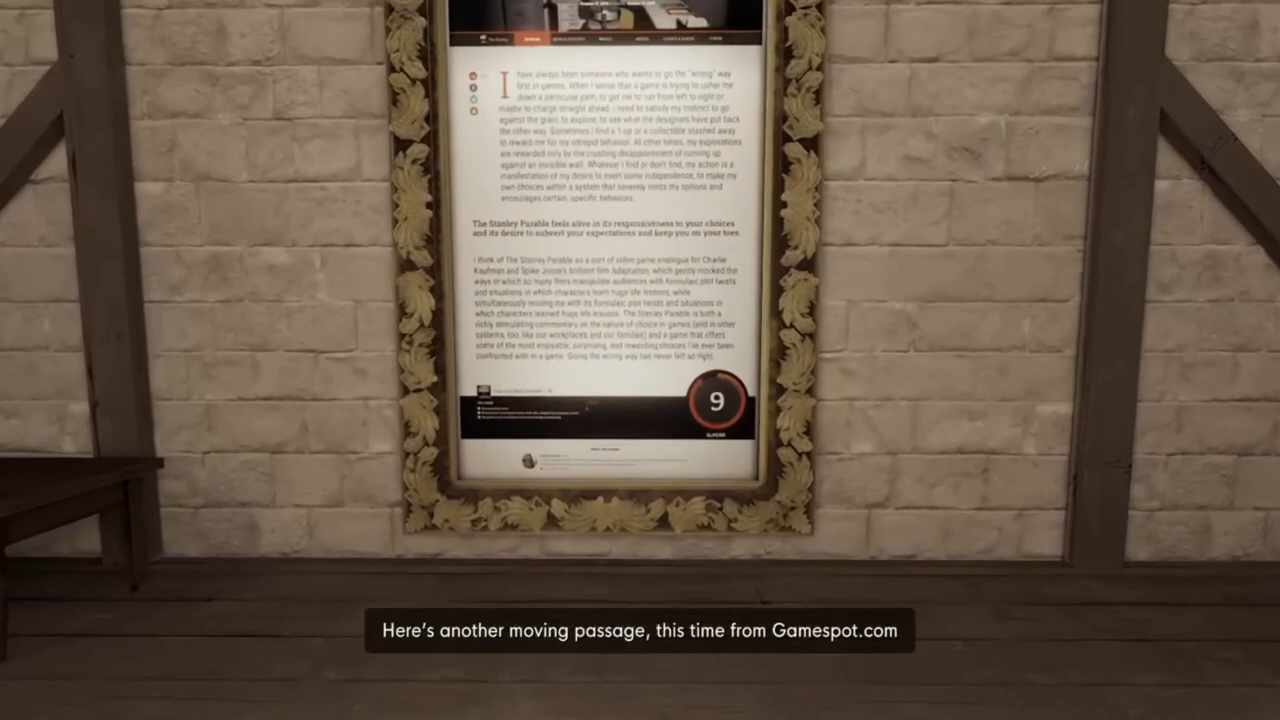 I have always been someone who wants to go the "wrong" way
first in games. When I sense that a game is trying to usher me
down a particular path, to get me to run from left to right or
maybe to charge straight ahead, I need to satisfy my instinct to go
against the grain, to explore, to see what the designers have put back
the other way. Sometimes I find a 1-up or a collectible stashed away
to reward me for my intrepid behavior. At other times, my explorations
are rewarded only by the crushing disappointment of running up
against an invisible wall. Whatever I find or don't find, my action is a
manifestation of my desire to exert some independence, to make my
own choices within a system that severely limits my options and
encourages certain, specific behaviors.
The Stanley Parable feels alive in its responsiveness to your choices
and its desire to subvert your expectations and keep you on your toes.
I think of The Stanley Parable as a sort of video game analogue for Charlie
Kaufman and Spike Jonze's brilliant film Adaptation, which gently mocked the
ways in which so many films manipulate audiences with formulaic plot twists
and situations in which characters learn huge life lessons, while
simultaneously moving me with its formulaic plot twists and situations in
which characters learned huge life lessons. The Stanley Parable is both a
richly stimulating commentary on the nature of choice in games (and in other
systems, too, like our workplaces and our families) and a game that offers
some of the most enjoyable, surprising, and rewarding choices I've ever been
confronted with in a game. Going the wrong way has never felt so right.
9
SUPERB
Here's another moving passage, this time from Gamespot.com